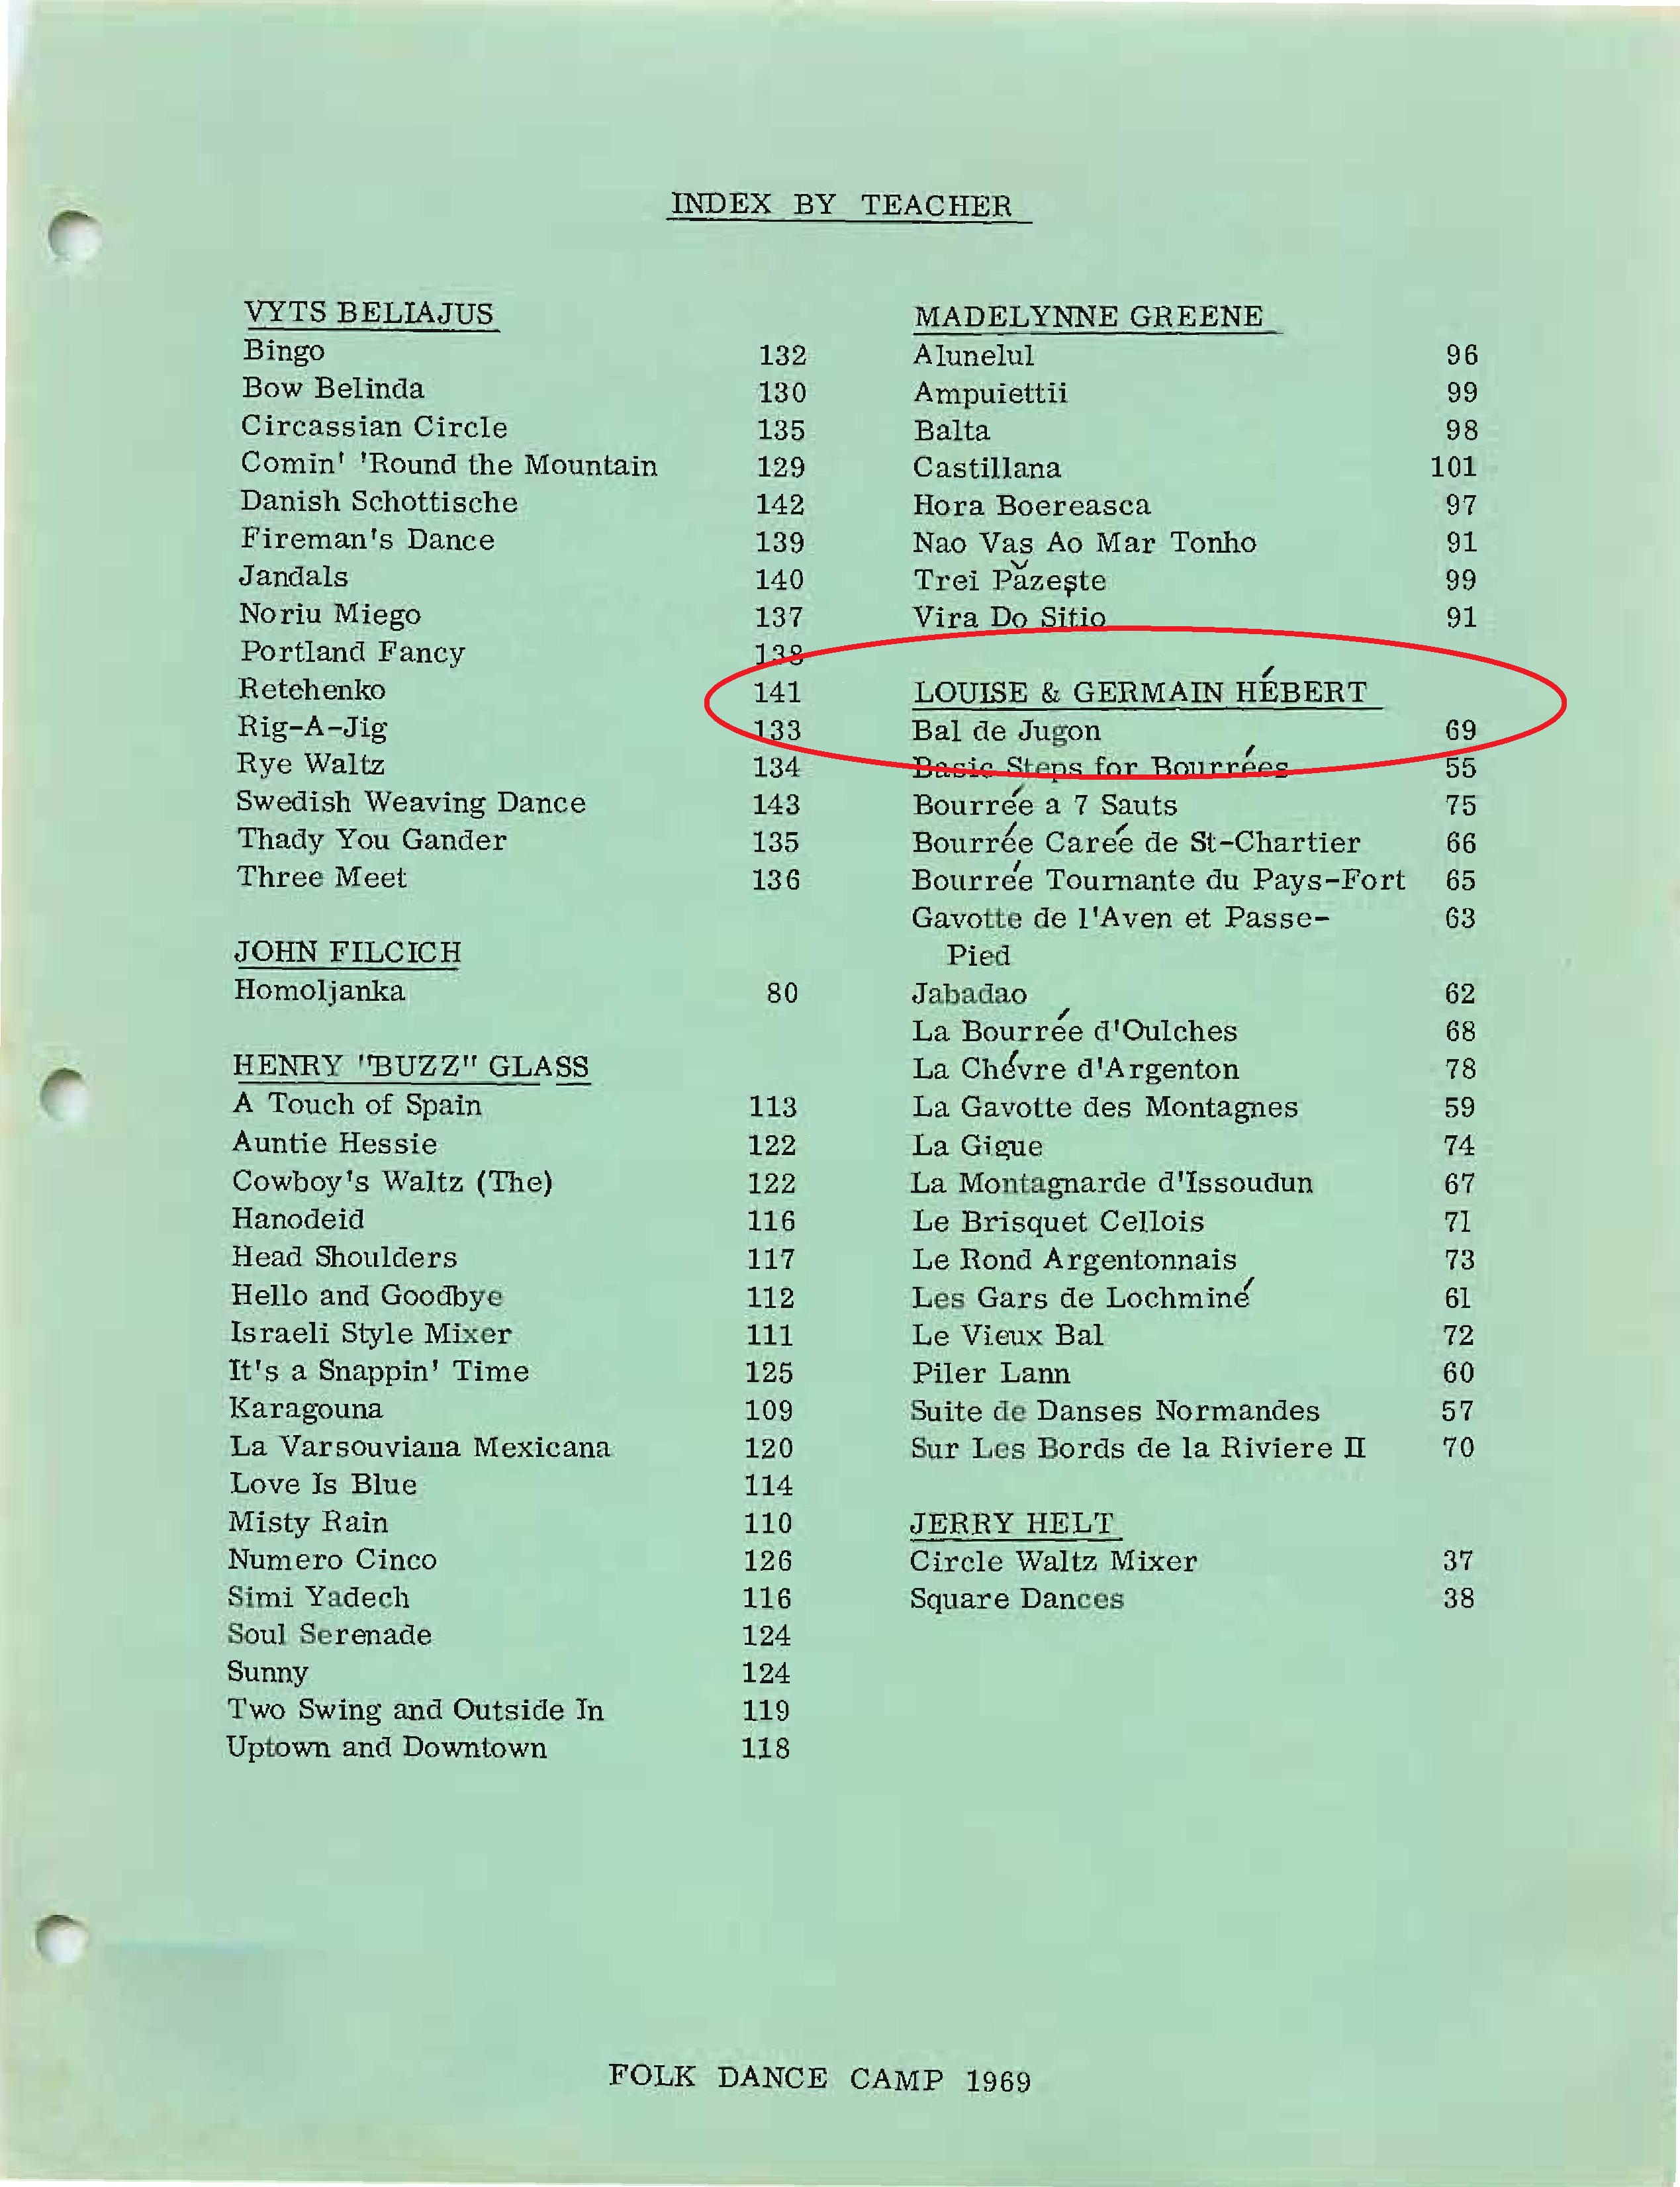 INDEX BY TEACHER
VYTS BELIAJUS
Bingo 132
Bow Belinda 130
Circassian Circle 135
Comin' 'Round the Mountain 129
Danish Schottische 142
Fireman's Dance 139
Jandals 140
Noriu Miego 137
Portland Fancy 138
Retchenko 141
Rig-A-Jig 133
Rye Waltz 134
Swedish Weaving Dance 143
Thady You Gander 135
Three Meet 136
JOHN FILCICH
Homoljanka 80
HENRY "BUZZ" GLASS
A Touch of Spain 113
Auntie Hessie 122
Cowboy's Waltz (The) 122
Hanodeid 116
Head Shoulders 117
Hello and Goodbye 112
Israeli Style Mixer 111
It's a Snappin' Time 125
Karagouna 109
La Varsouviana Mexicana 120
Love Is Blue 114
Misty Rain 110
Numero Cinco 126
Simi Yadech 116
Soul Serenade 124
Sunny 124
Two Swing and Outside In 119
Uptown and Downtown 118
MADELYNNE GREENE
Alunelul 96
Ampuiettii 99
Balta 98
Castillana 101
Hora Boereasca 97
Nao Vas Ao Mar Tonho 91
Trei Păzeşte 99
Vira Do Sitio 91
LOUISE & GERMAIN HÉBERT
Bal de Jugon 69
Basic Steps for Bourrées 55
Bourrée a 7 Sauts 75
Bourrée Carée de St-Chartier 66
Bourrée Tournante du Pays-Fort 65
Gavotte de l'Aven et Passe- 63
Pied
Jabadao 62
La Bourrée d'Oulches 68
La Chévre d'Argenton 78
La Gavotte des Montagnes 59
La Gigue 74
La Montagnarde d'Issoudun 67
Le Brisquet Cellois 71
Le Rond Argentonnais 73
Les Gars de Lochminé 61
Le Vieux Bal 72
Piler Lann 60
Suite de Danses Normandes 57
Sur Les Bords de la Riviere II 70
JERRY HELT
Circle Waltz Mixer 37
Square Dances 38
FOLK DANCE CAMP 1969